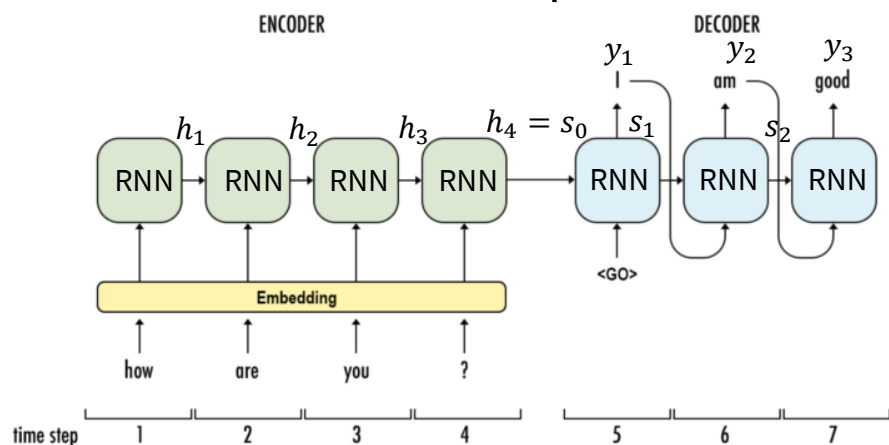 ENCODER DECODER
y₁ y₂ y₃
I am good
h₁ h₂ h₃ h₄ = s₀ s₁ s₂
RNN RNN RNN RNN RNN RNN RNN
<GO>
Embedding
how are you ?
time step 1 2 3 4 5 6 7